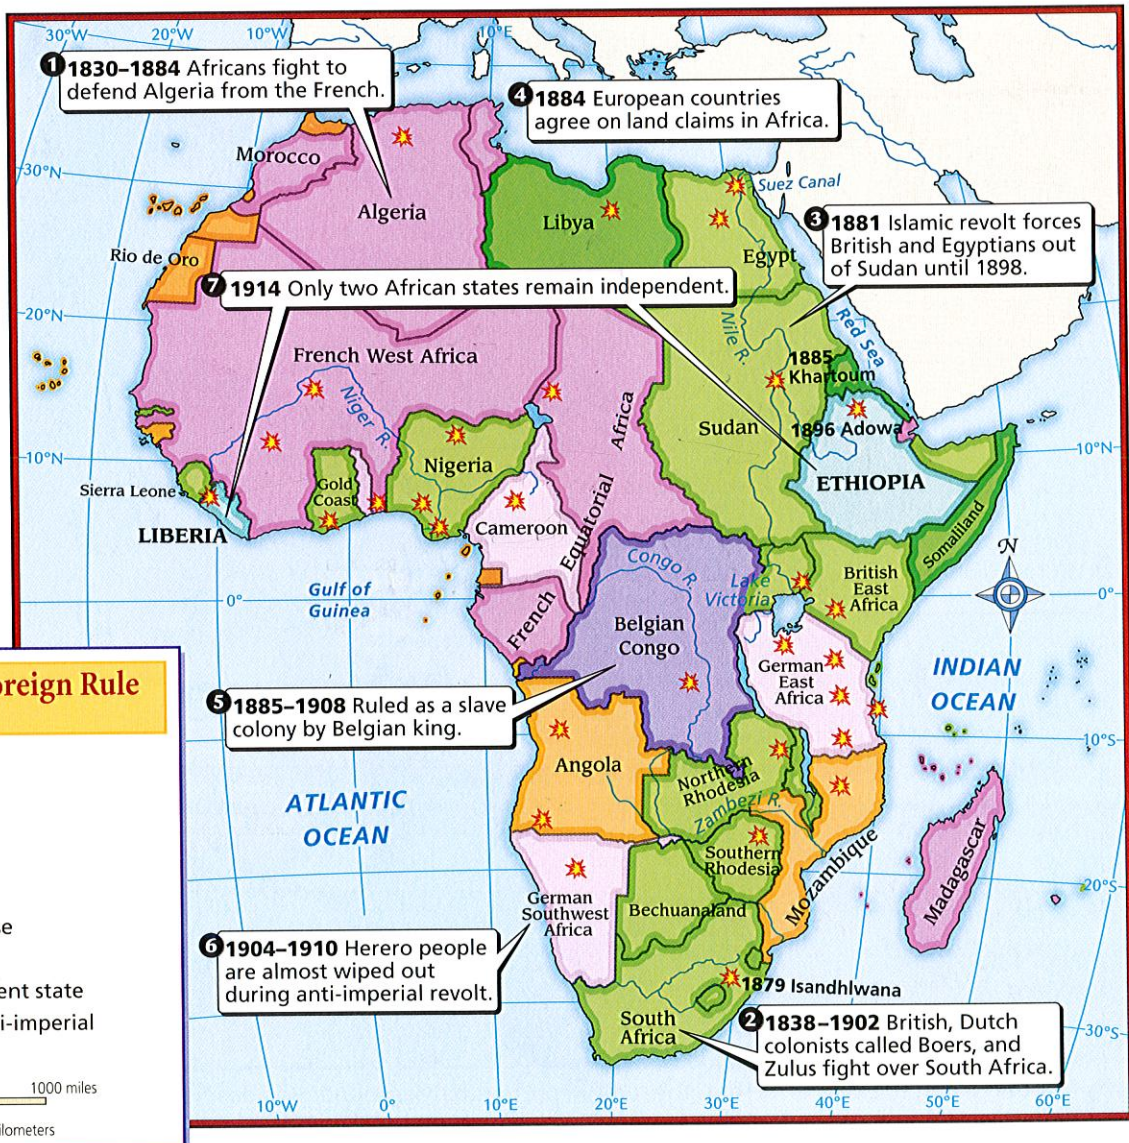 30°W
20°W
10°W
10°E
❶ 1830–1884 Africans fight to
defend Algeria from the French.
❹ 1884 European countries
agree on land claims in Africa.
Morocco
30°N
Suez Canal
Algeria
Libya
❸ 1881 Islamic revolt forces
British and Egyptians out
of Sudan until 1898.
Rio de Oro
Egypt
❼ 1914 Only two African states remain independent.
20°N
Nile R.
Red Sea
French West Africa
1885
Khartoum
Niger R.
Sudan
1896 Adowa
10°N
10°N
Nigeria
Sierra Leone
Gold
Coast
ETHIOPIA
LIBERIA
Cameroon
French Equatorial Africa
Somaliland
Congo R.
N
Gulf of
Guinea
0°
Lake
Victoria
British
East
Africa
0°
Belgian
Congo
German
East
Africa
INDIAN
OCEAN
oreign Rule
❺ 1885–1908 Ruled as a slave
colony by Belgian king.
10°S
Angola
Northern
Rhodesia
Zambezi R.
ATLANTIC
OCEAN
Southern
Rhodesia
Mozambique
Madagascar
20°S
German
Southwest
Africa
Bechuanaland
se
❻ 1904–1910 Herero people
are almost wiped out
during anti-imperial revolt.
ent state
i-imperial
1879 Isandhlwana
South
Africa
❷ 1838–1902 British, Dutch
colonists called Boers, and
Zulus fight over South Africa.
30°S
1000 miles
ilometers
10°W
0°
10°E
20°E
30°E
40°E
50°E
60°E